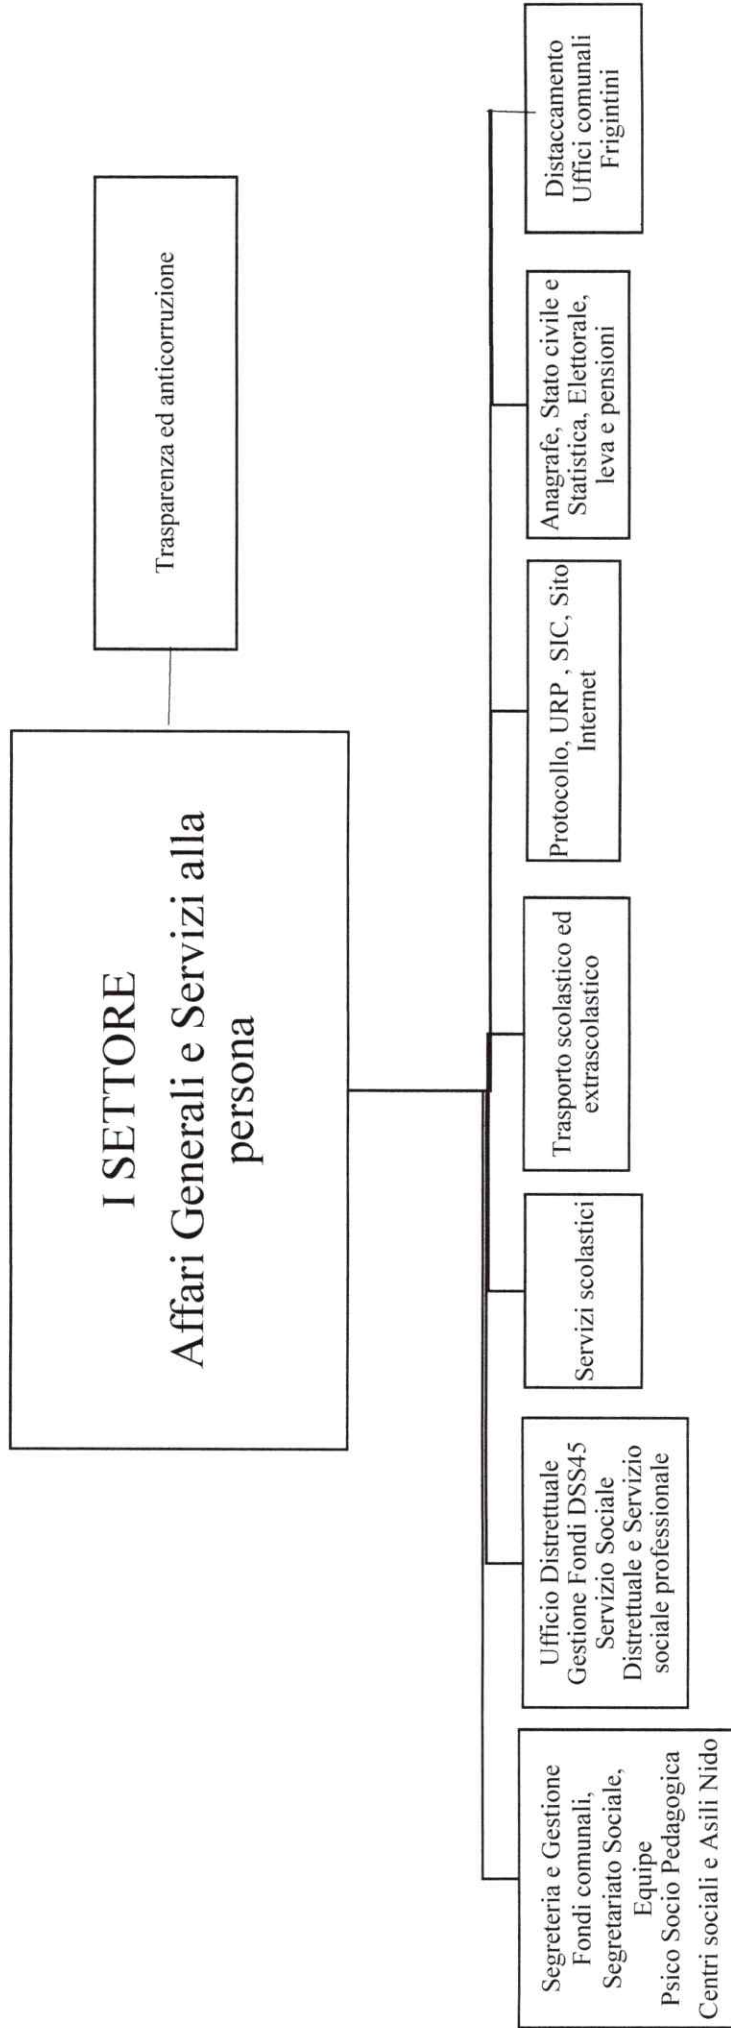 I SETTORE
Affari Generali e Servizi alla
persona
Trasparenza ed anticorruzione
Segreteria e Gestione
Fondi comunali,
Segretariato Sociale,
Equipe
Psico Socio Pedagogica
Centri sociali e Asili Nido
Ufficio Distrettuale
Gestione Fondi DSS45
Servizio Sociale
Distrettuale e Servizio
sociale professionale
Servizi scolastici
Trasporto scolastico ed
extrascolastico
Protocollo, URP , SIC, Sito
Internet
Anagrafe, Stato civile e
Statistica, Elettorale,
leva e pensioni
Distaccamento
Uffici comunali
Frigintini